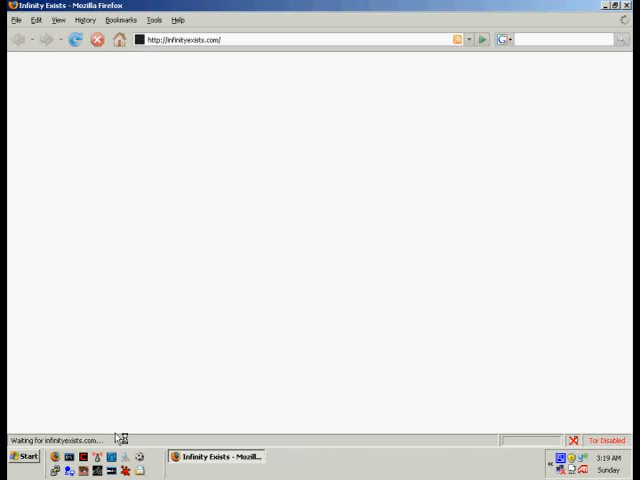 Infinity Exists - Mozilla Firefox
File Edit View History Bookmarks Tools Help
http://infinityexists.com/
Waiting for infinityexists.com...
Tor Disabled
Start
Infinity Exists - Mozill...
3:19 AM
Sunday